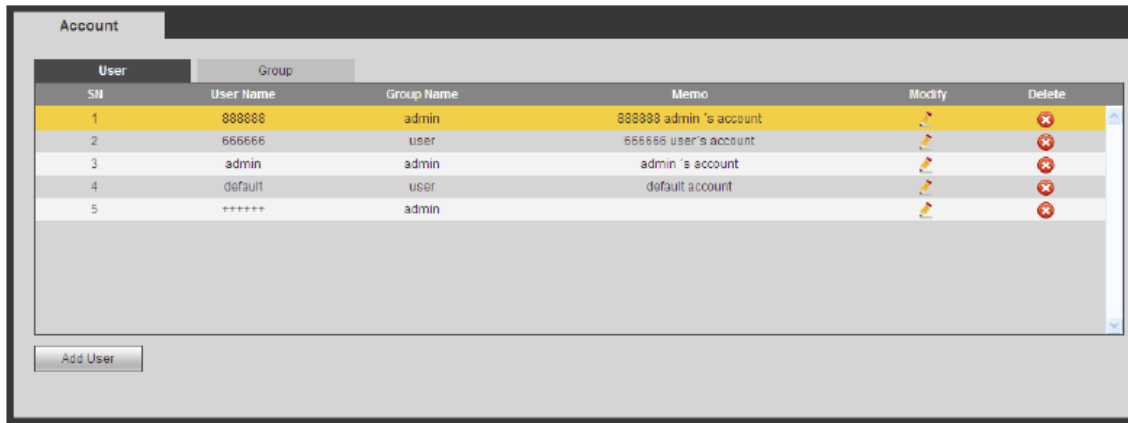 Account
User Group
SN User Name Group Name Memo Modify Delete
1 888888 admin 888888 admin 's account
2 666666 user 666666 user's account
3 admin admin admin 's account
4 default user default account
5 ++++++ admin
Add User